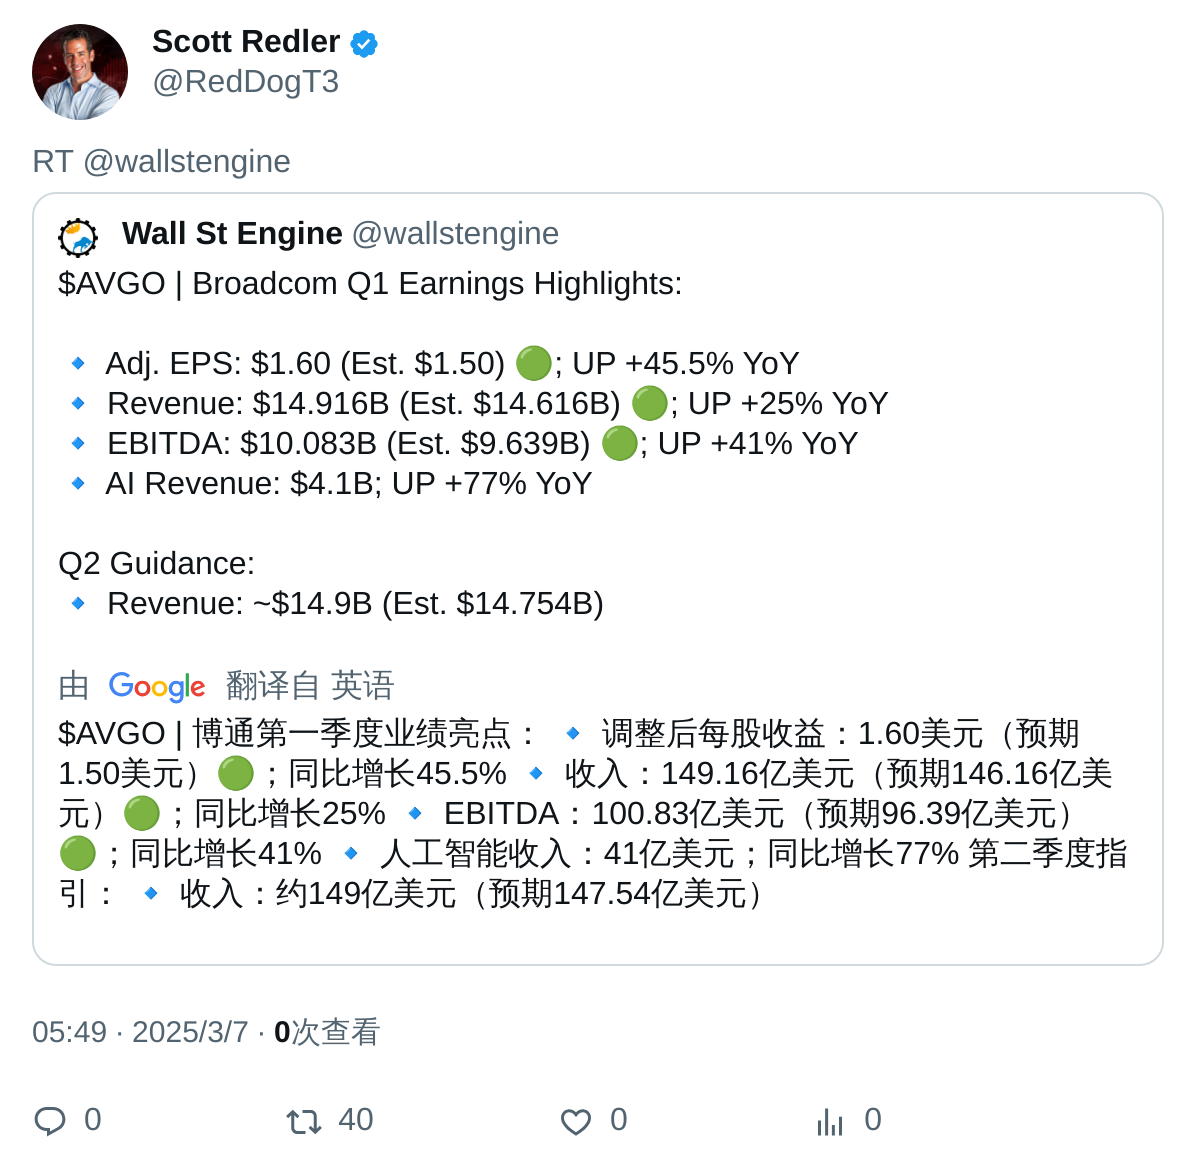 Scott Redler
@RedDogT3
RT @wallstengine
Wall St Engine @wallstengine
$AVGO | Broadcom Q1 Earnings Highlights:
🔹 Adj. EPS: $1.60 (Est. $1.50) 🟢; UP +45.5% YoY
🔹 Revenue: $14.916B (Est. $14.616B) 🟢; UP +25% YoY
🔹 EBITDA: $10.083B (Est. $9.639B) 🟢; UP +41% YoY
🔹 AI Revenue: $4.1B; UP +77% YoY
Q2 Guidance:
🔹 Revenue: ~$14.9B (Est. $14.754B)
由 Google 翻译自 英语
$AVGO | 博通第一季度业绩亮点： 🔹 调整后每股收益：1.60美元（预期
1.50美元）🟢；同比增长45.5% 🔹 收入：149.16亿美元（预期146.16亿美
元）🟢；同比增长25% 🔹 EBITDA：100.83亿美元（预期96.39亿美元）
🟢；同比增长41% 🔹 人工智能收入：41亿美元；同比增长77% 第二季度指
引： 🔹 收入：约149亿美元（预期147.54亿美元）
05:49 · 2025/3/7 · 0次查看
0 40 0 0